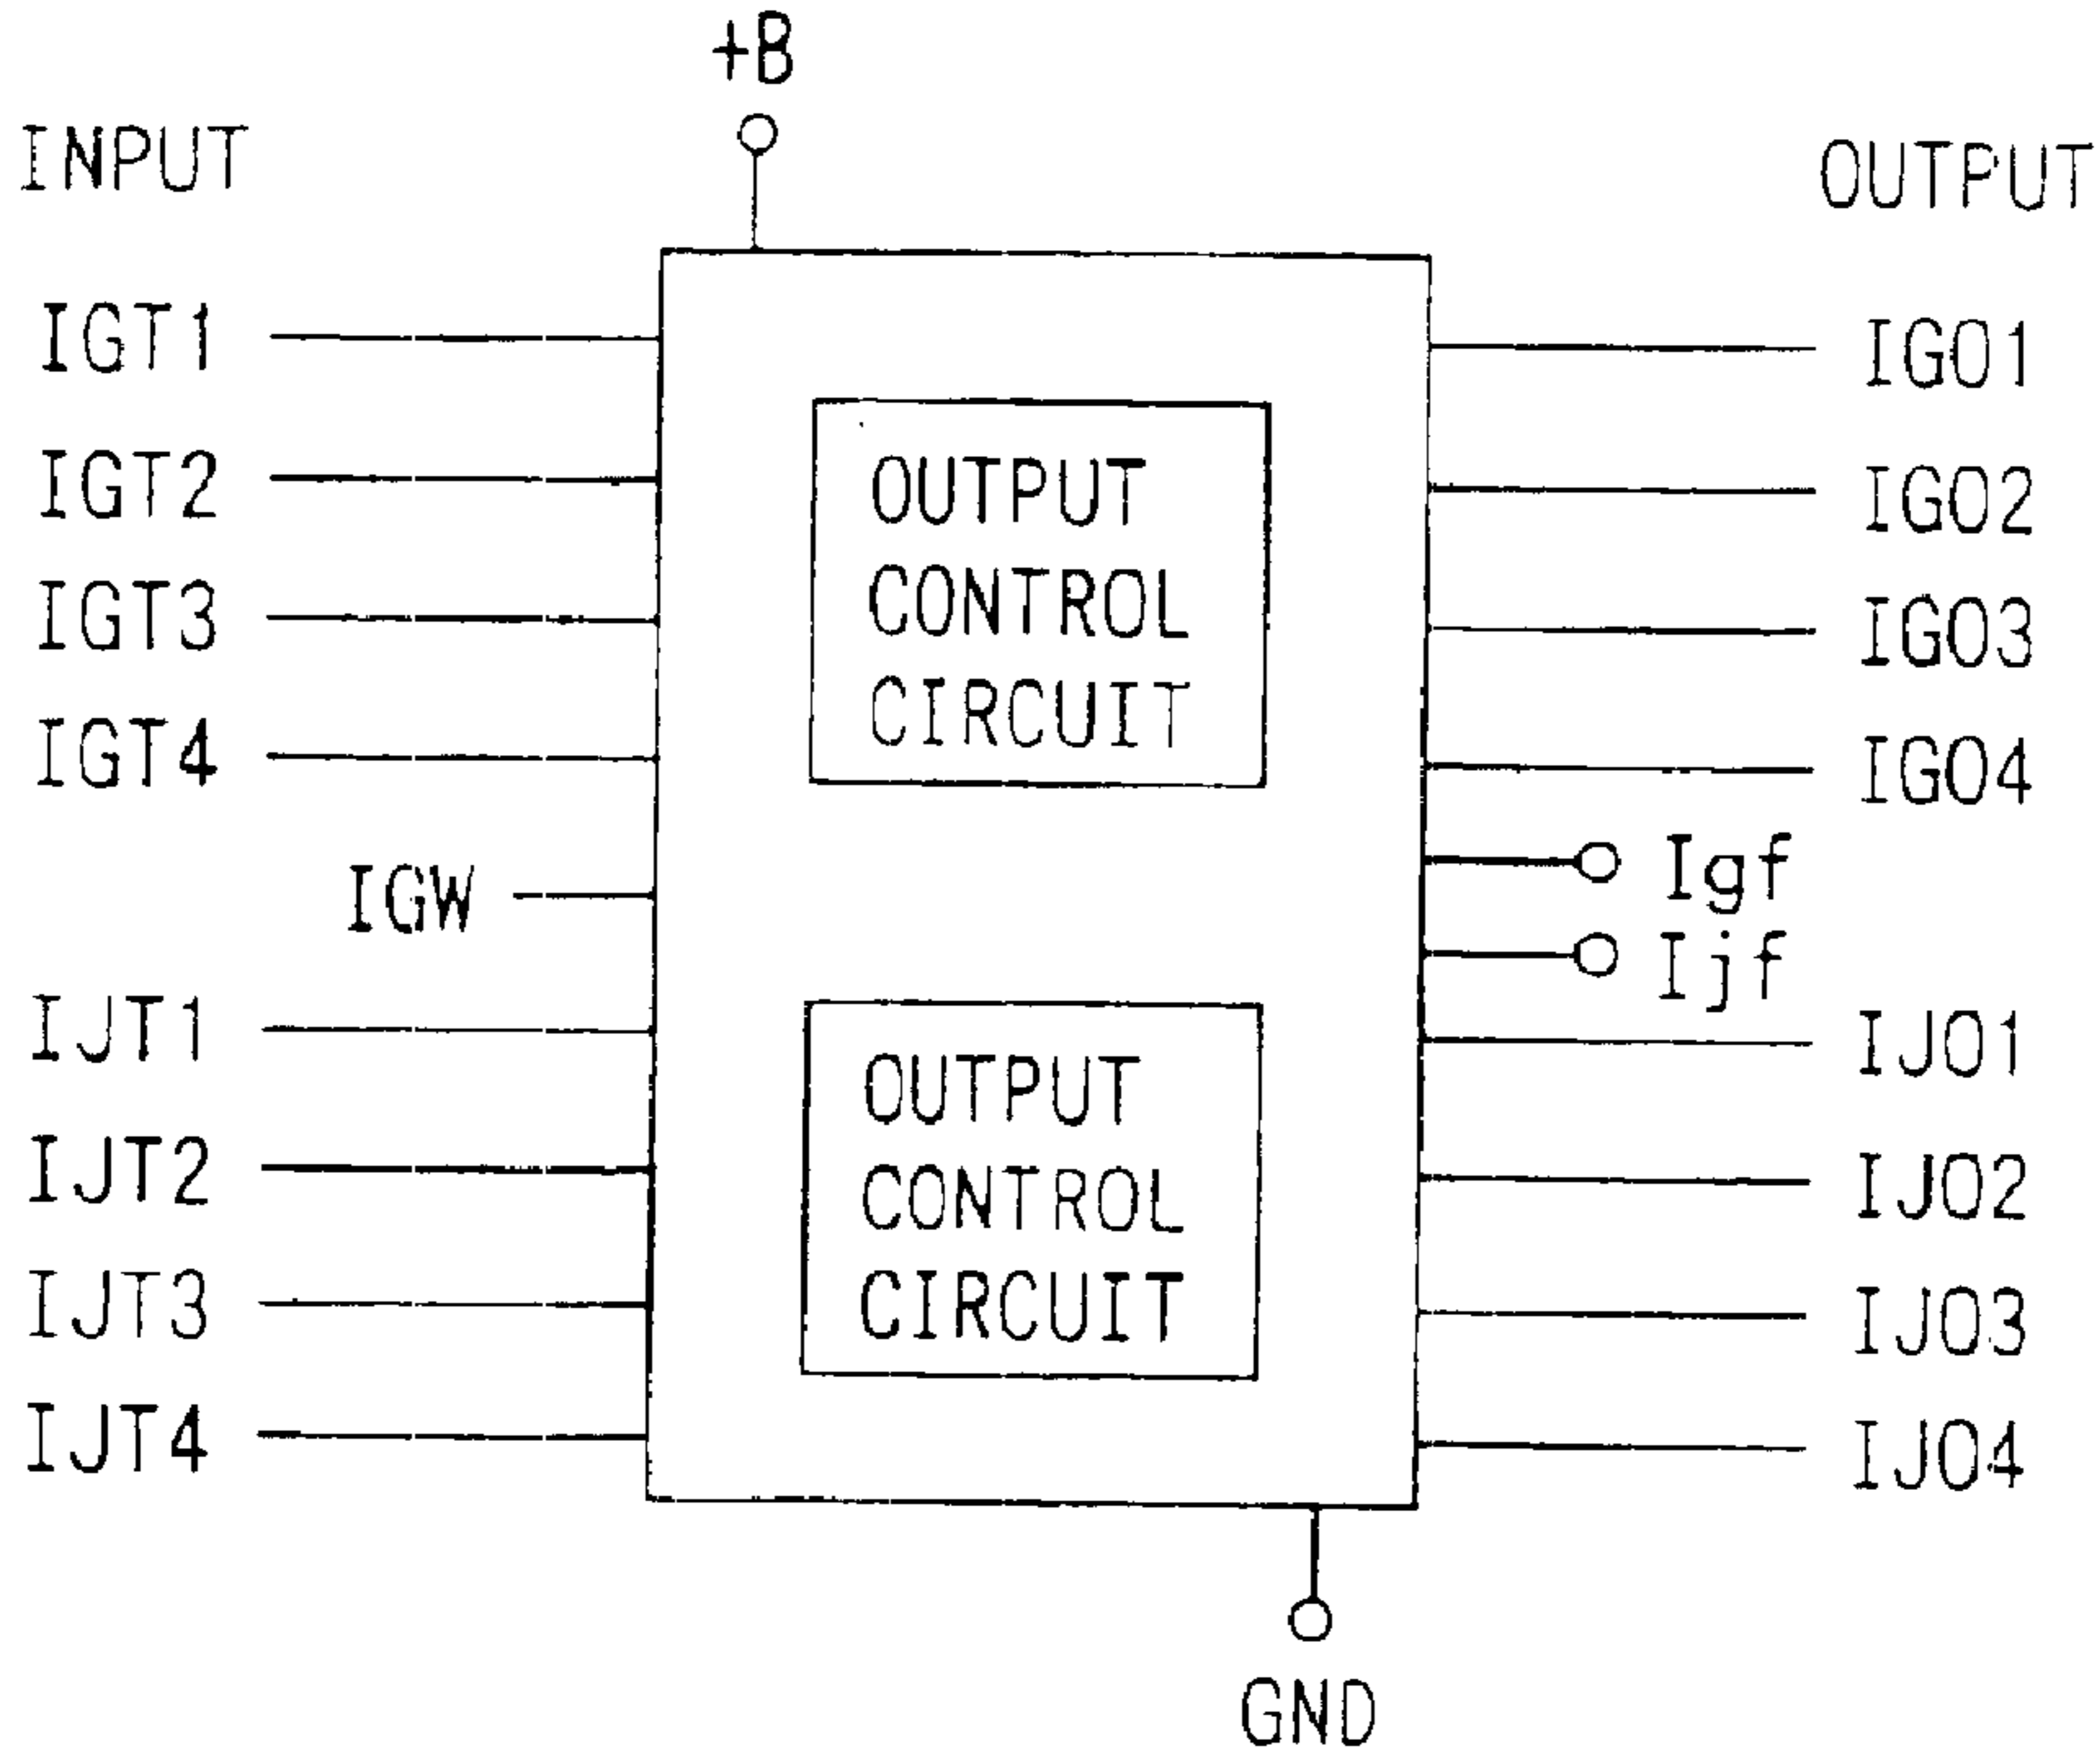 +B
INPUT
OUTPUT
IGT1
IGT2
IGT3
IGT4
IGW
IJT1
IJT2
IJT3
IJT4
OUTPUT
CONTROL
CIRCUIT
OUTPUT
CONTROL
CIRCUIT
IGO1
IGO2
IGO3
IGO4
Igf
Ijf
IJO1
IJO2
IJO3
IJO4
GND